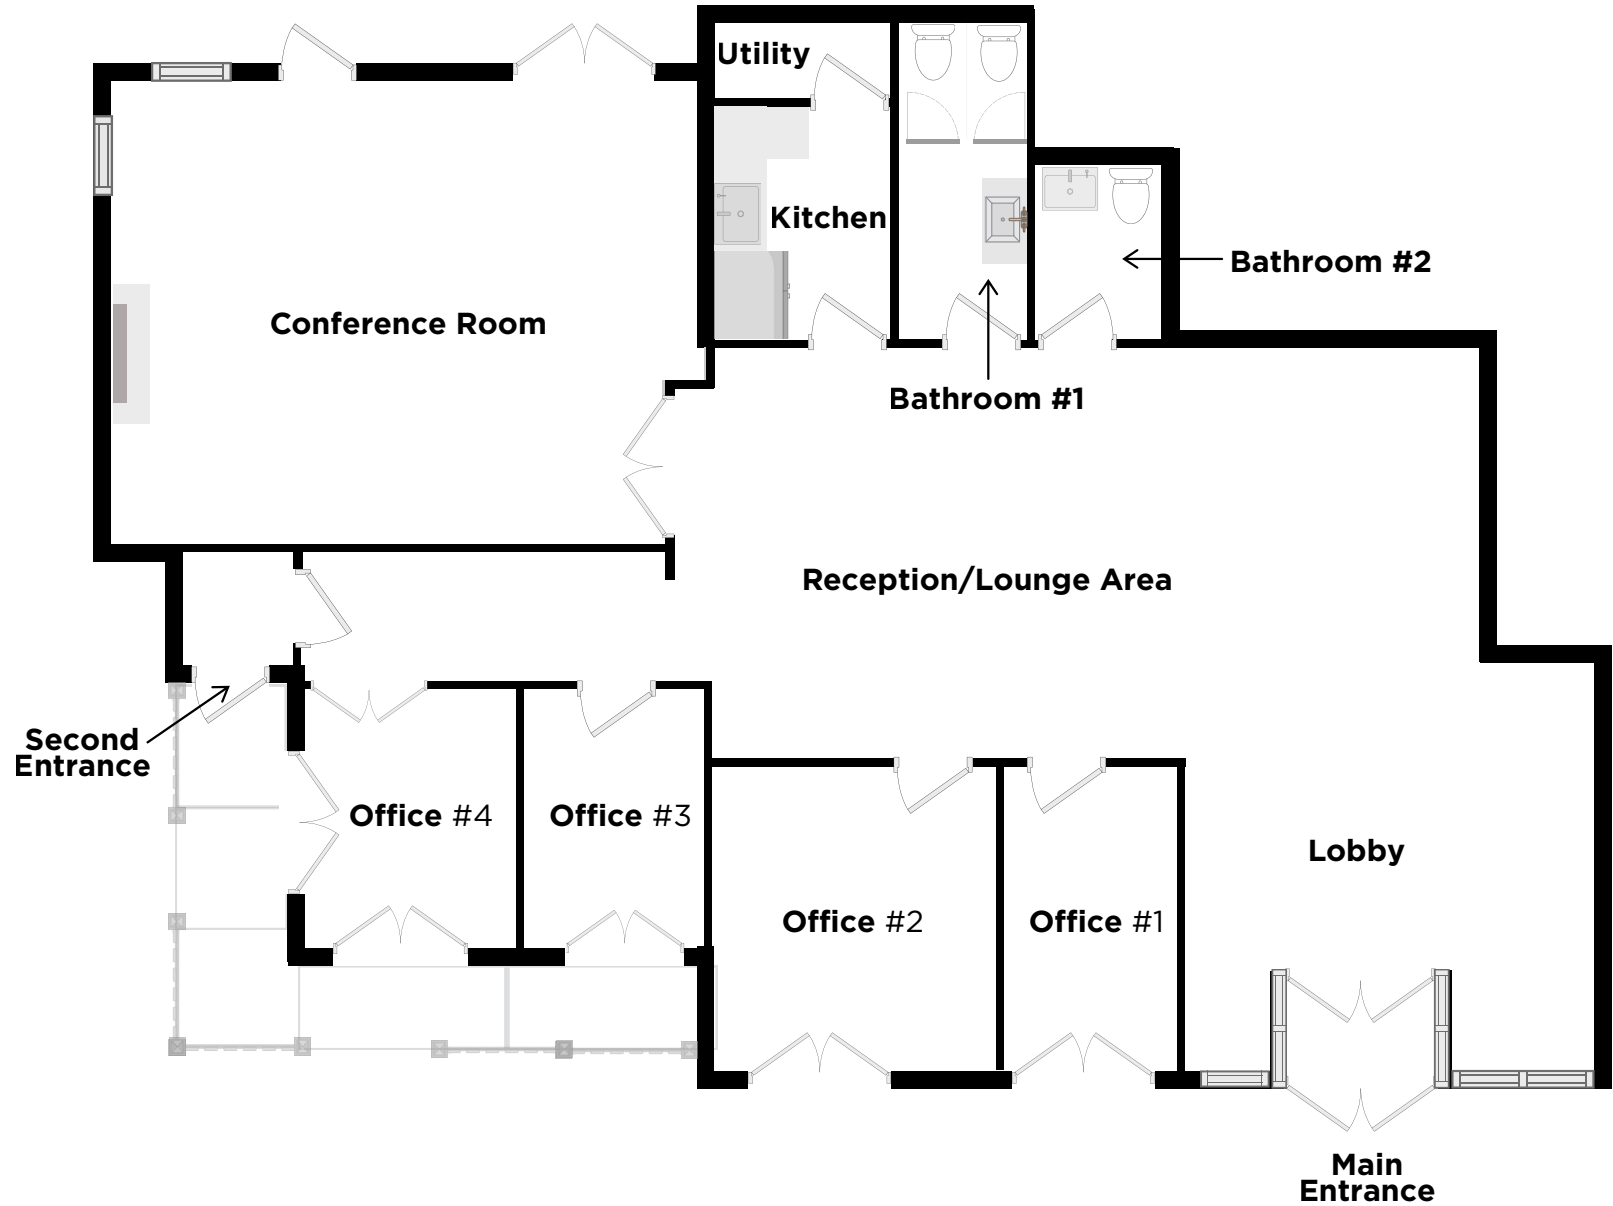 Utility
Kitchen
Bathroom #2
Conference Room
Bathroom #1
Reception/Lounge Area
Second
Entrance
Office #4
Office #3
Lobby
Office #2
Office #1
Main
Entrance